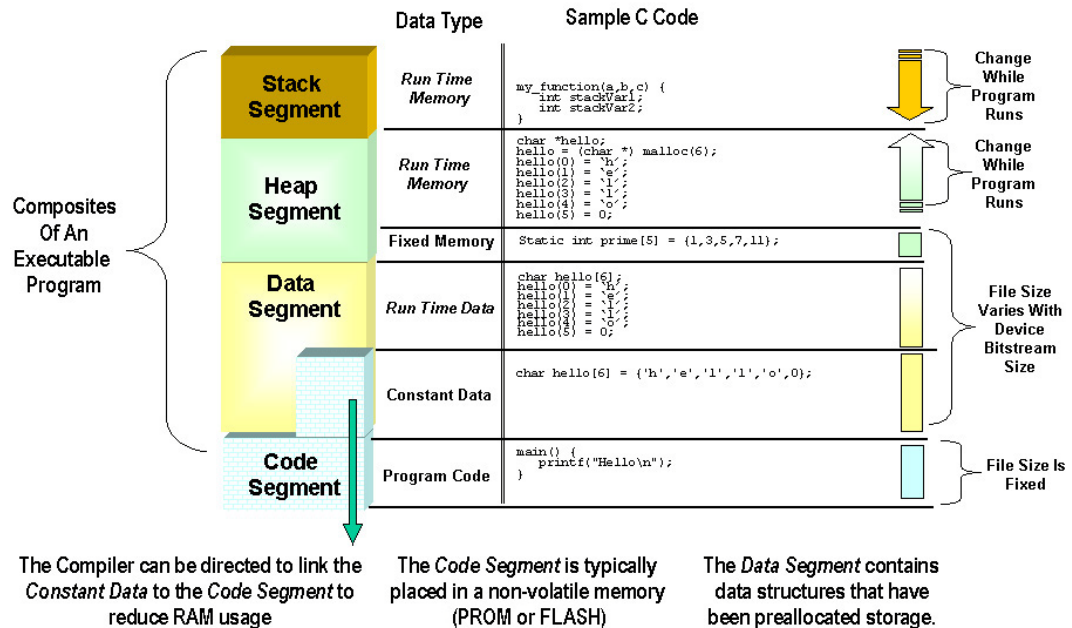 Data Type
Sample C Code
Composites
Of An
Executable
Program
Stack
Segment
Run Time
Memory
my_function(a,b,c) {
int stackVar1;
int stackVar2;
}
Change
While
Program
Runs
Heap
Segment
Run Time
Memory
char *hello;
hello = (char *) malloc(6);
hello(0) = `h´;
hello(1) = `e´;
hello(2) = `l´;
hello(3) = `l´;
hello(4) = `o´;
hello(5) = 0;
Change
While
Program
Runs
Fixed Memory
Static int prime[5] = {1,3,5,7,11};
Data
Segment
Run Time Data
char hello[6];
hello(0) = `h´;
hello(1) = `e´;
hello(2) = `l´;
hello(3) = `l´;
hello(4) = `o´;
hello(5) = 0;
Constant Data
char hello[6] = {'h','e','l','l','o',0};
File Size
Varies With
Device
Bitstream
Size
Code
Segment
Program Code
main() {
printf("Hello\n");
}
File Size Is
Fixed
The Compiler can be directed to link the
Constant Data to the Code Segment to
reduce RAM usage
The Code Segment is typically
placed in a non-volatile memory
(PROM or FLASH)
The Data Segment contains
data structures that have
been preallocated storage.